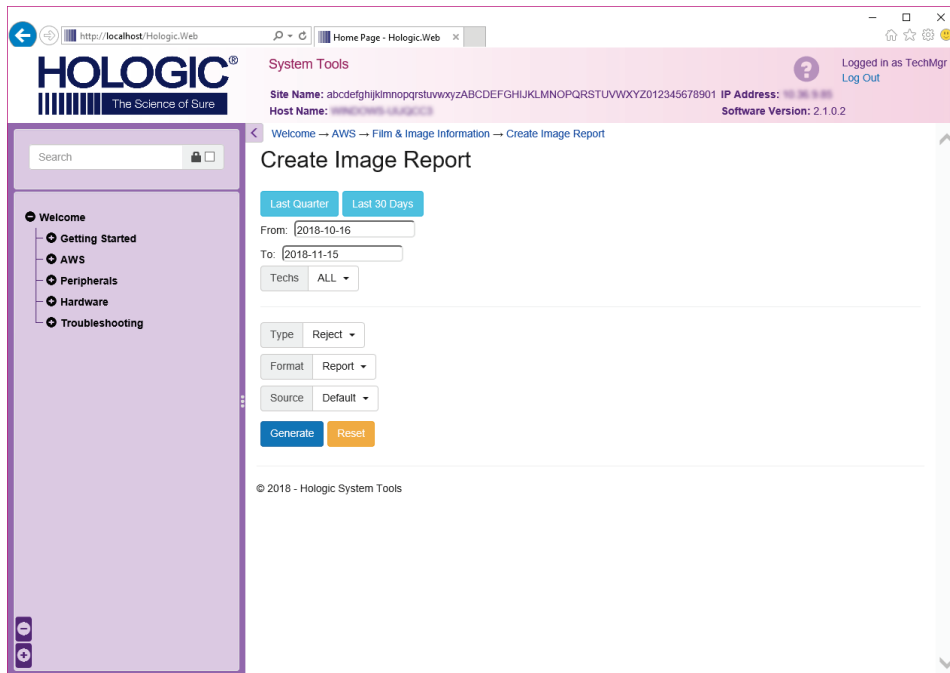 http://localhost/Hologic.Web
Home Page - Hologic.Web
HOLOGIC®
The Science of Sure
System Tools
Logged in as TechMgr
Log Out
Site Name: abcdefghijklmnopqrstuvwxyzABCDEFGHIJKLMNOPQRSTUVWXYZ012345678901 IP Address:
Host Name:
Software Version: 2.1.0.2
Welcome → AWS → Film & Image Information → Create Image Report
Search
Create Image Report
Last Quarter Last 30 Days
From: 2018-10-16
To: 2018-11-15
Techs ALL
Welcome
Getting Started
AWS
Peripherals
Hardware
Troubleshooting
Type Reject
Format Report
Source Default
Generate Reset
© 2018 - Hologic System Tools